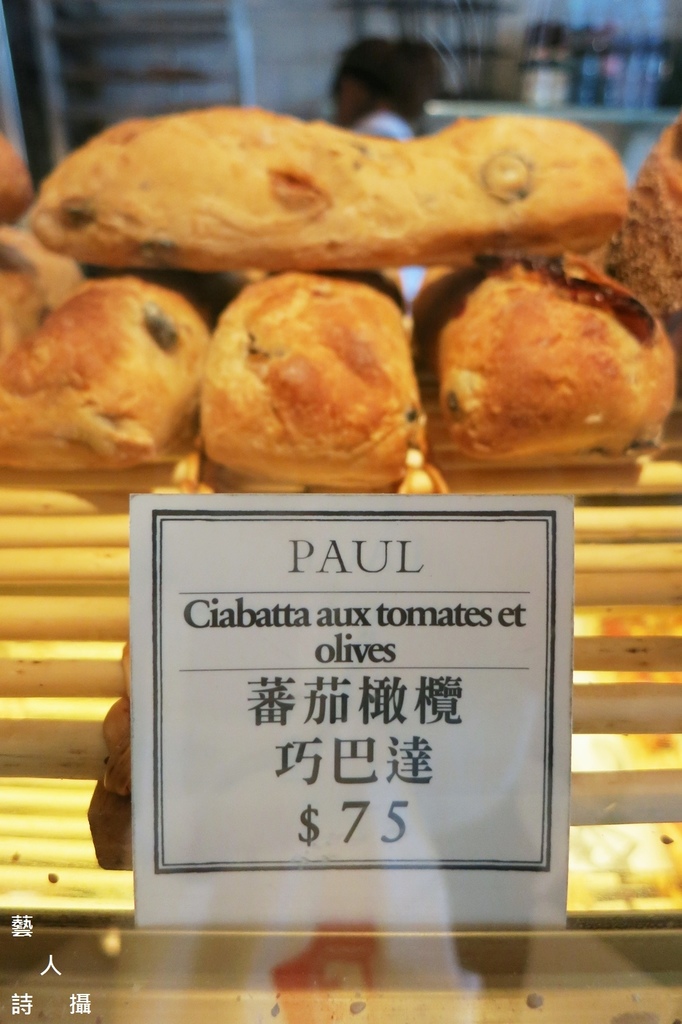 PAUL
Ciabatta aux tomates et
olives
蕃茄橄欖
巧巴達
$75
藝
人
詩 攝